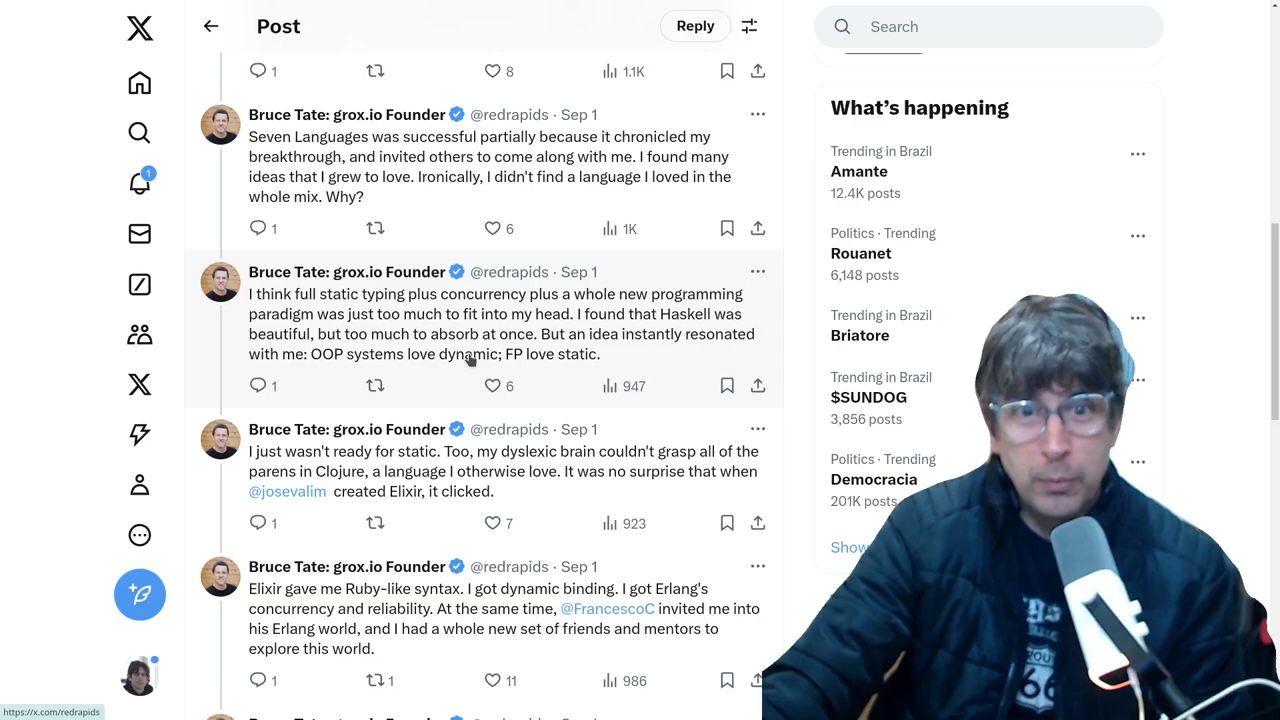 Post
Reply
Search
1
8
1.1K
What's happening
Bruce Tate: grox.io Founder @redrapids · Sep 1
Seven Languages was successful partially because it chronicled my
breakthrough, and invited others to come along with me. I found many
ideas that I grew to love. Ironically, I didn't find a language I loved in the
whole mix. Why?
1
6
1K
Bruce Tate: grox.io Founder @redrapids · Sep 1
I think full static typing plus concurrency plus a whole new programming
paradigm was just too much to fit into my head. I found that Haskell was
beautiful, but too much to absorb at once. But an idea instantly resonated
with me: OOP systems love dynamic; FP love static.
1
6
947
Bruce Tate: grox.io Founder @redrapids · Sep 1
I just wasn't ready for static. Too, my dyslexic brain couldn't grasp all of the
parens in Clojure, a language I otherwise love. It was no surprise that when
@josevalim created Elixir, it clicked.
1
7
923
Bruce Tate: grox.io Founder @redrapids · Sep 1
Elixir gave me Ruby-like syntax. I got dynamic binding. I got Erlang's
concurrency and reliability. At the same time, @FrancescoC invited me into
his Erlang world, and I had a whole new set of friends and mentors to
explore this world.
1
1
11
986
Trending in Brazil
Amante
12.4K posts
Politics · Trending
Rouanet
6,148 posts
Trending in Brazil
Briatore
Trending in Brazil
$SUNDOG
3,856 posts
Politics · Trending
Democracia
201K posts
Show
1
ROU
66
https://x.com/redrapids